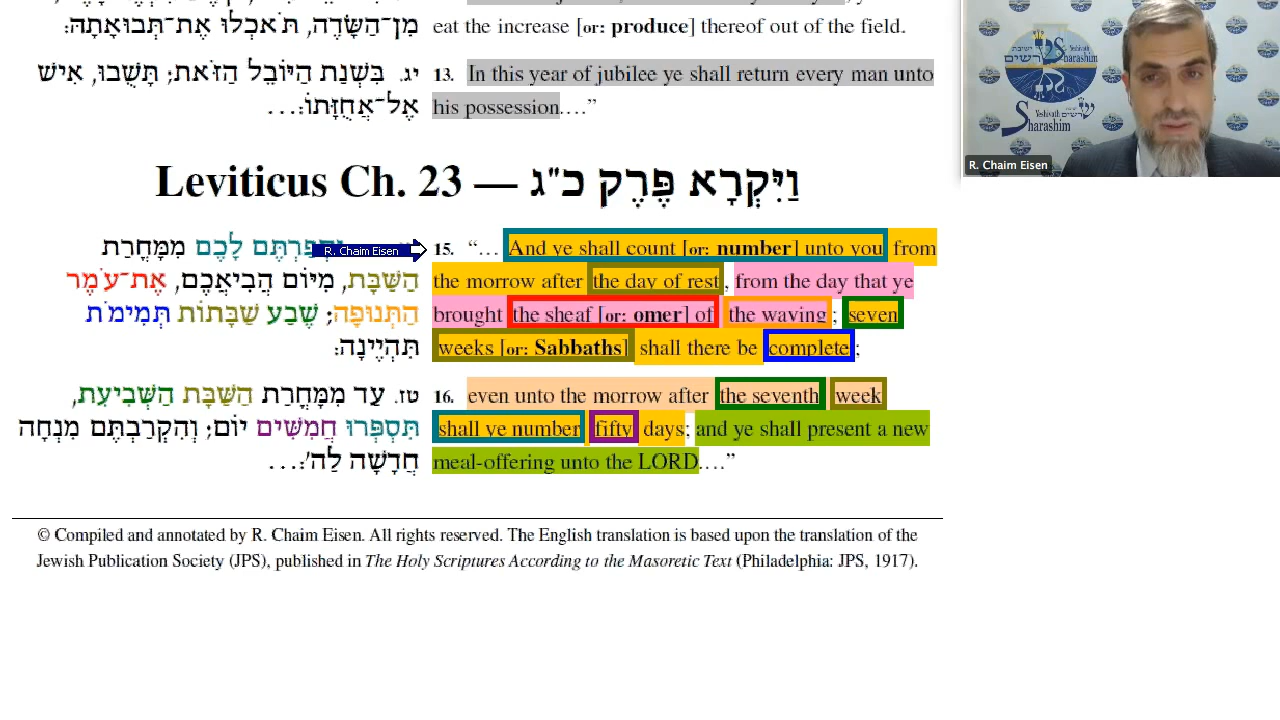 מִן־הַשָּׂדֶה, תֹּאכְלוּ אֶת־תְּבוּאָתָהּ:
eat the increase [or: produce] thereof out of the field.
יג. בִּשְׁנַת הַיּוֹבֵל הַזֹּאת; תָּשֻׁבוּ, אִישׁ
אֶל־אֲחֻזָּתוֹ:…
13. In this year of jubilee ye shall return every man unto
his possession….”
Leviticus Ch. 23 — וַיִּקְרָא פֶּרֶק כ"ג
לָכֶם מִמָּחֳרַת
הַשַּׁבָּת, מִיּוֹם הֲבִיאֲכֶם, אֶת־עֹמֶר
הַתְּנוּפָה; שֶׁבַע שַׁבָּתוֹת תְּמִימֹת
תִּהְיֶינָה:
R. Chaim Eisen
15. “… And ye shall count [or: number] unto you from
the morrow after the day of rest, from the day that ye
brought the sheaf [or: omer] of the waving; seven
weeks [or: Sabbaths] shall there be complete;
טז. עַד מִמָּחֳרַת הַשַּׁבָּת הַשְּׁבִיעִת,
תִּסְפְּרוּ חֲמִשִּׁים יוֹם; וְהִקְרַבְתֶּם מִנְחָה
חֲדָשָׁה לַה':…
16. even unto the morrow after the seventh week
shall ye number fifty days; and ye shall present a new
meal-offering unto the LORD….”
© Compiled and annotated by R. Chaim Eisen. All rights reserved. The English translation is based upon the translation of the
Jewish Publication Society (JPS), published in The Holy Scriptures According to the Masoretic Text (Philadelphia: JPS, 1917).
Yeshivath
Sharashim
ישיבת
שרשים
Yeshivath
Sharashim
R. Chaim Eisen